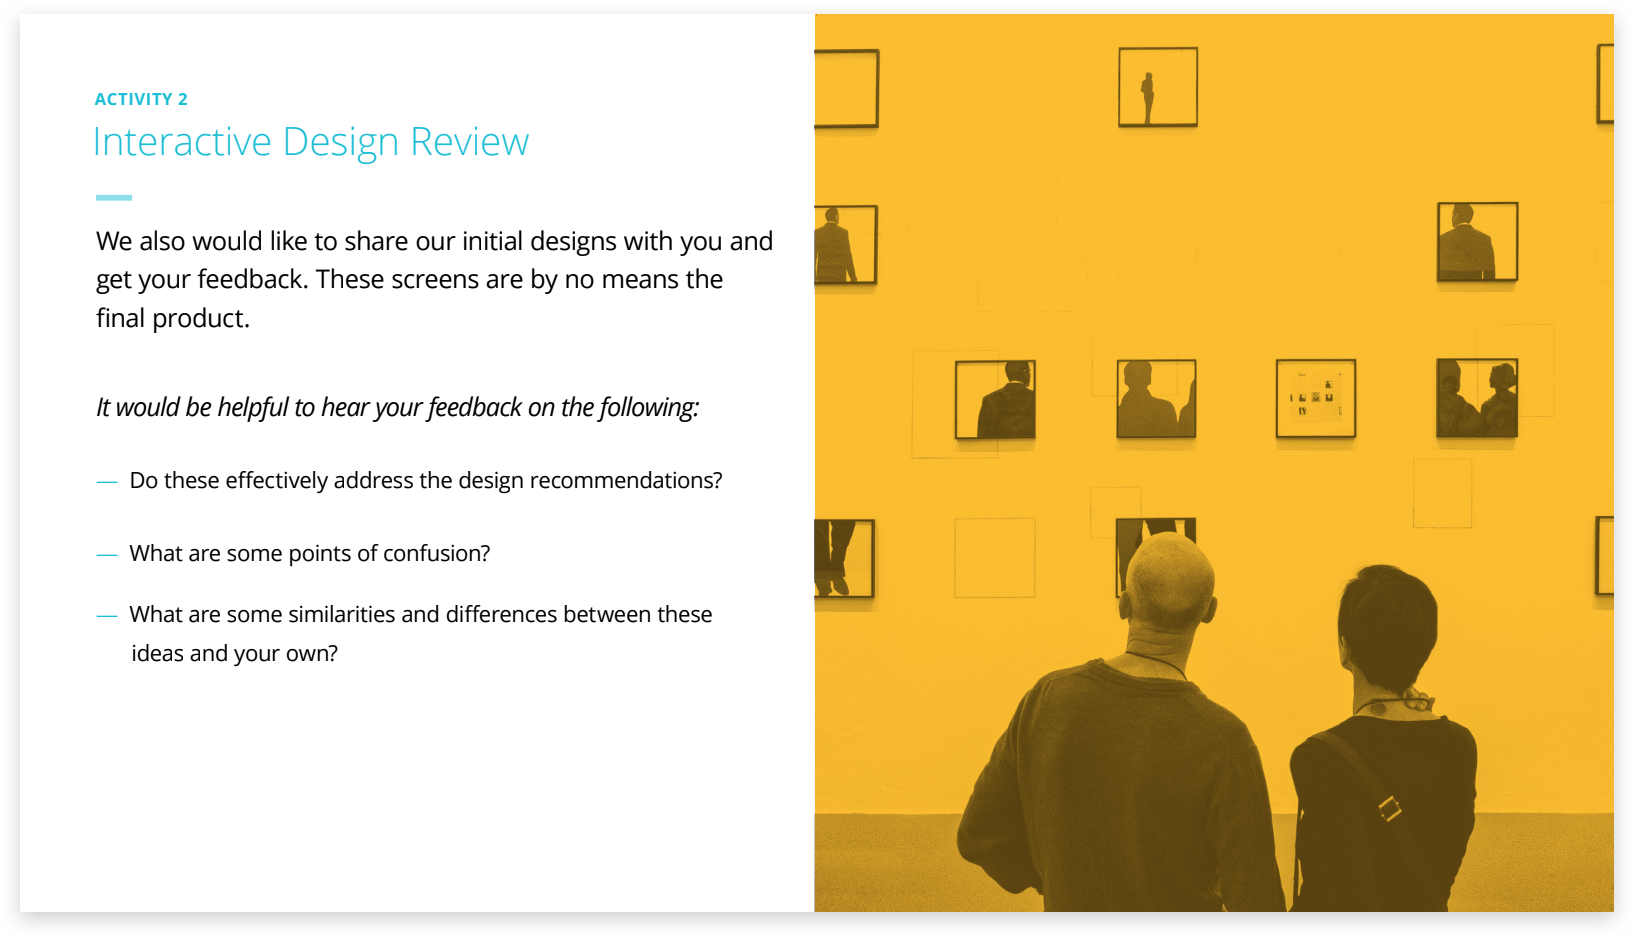 ACTIVITY 2
Interactive Design Review
We also would like to share our initial designs with you and
get your feedback. These screens are by no means the
final product.
It would be helpful to hear your feedback on the following:
— Do these effectively address the design recommendations?
— What are some points of confusion?
— What are some similarities and differences between these
ideas and your own?